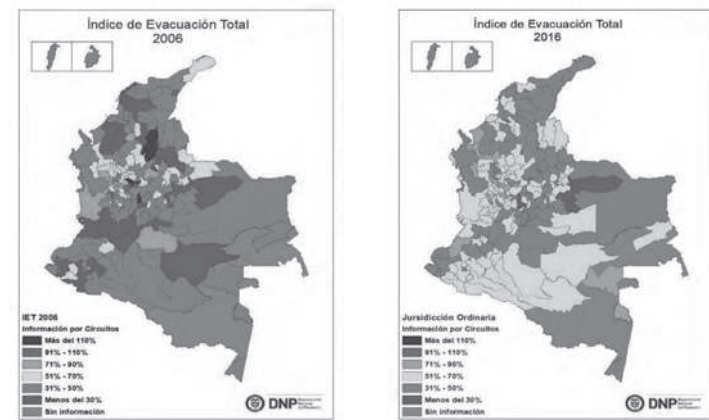 Índice de Evacuación Total
2006
IET 2006
Información por Circuitos
Más del 110%
91% - 110%
71% - 90%
51% - 70%
31% - 50%
Menos del 30%
Sin información
DNP
Índice de Evacuación Total
2016
Jursidicción Ordinaria
Información por Circuitos
Más del 110%
91% - 110%
71% - 90%
51% - 70%
31% - 50%
Menos del 30%
Sin información
DNP